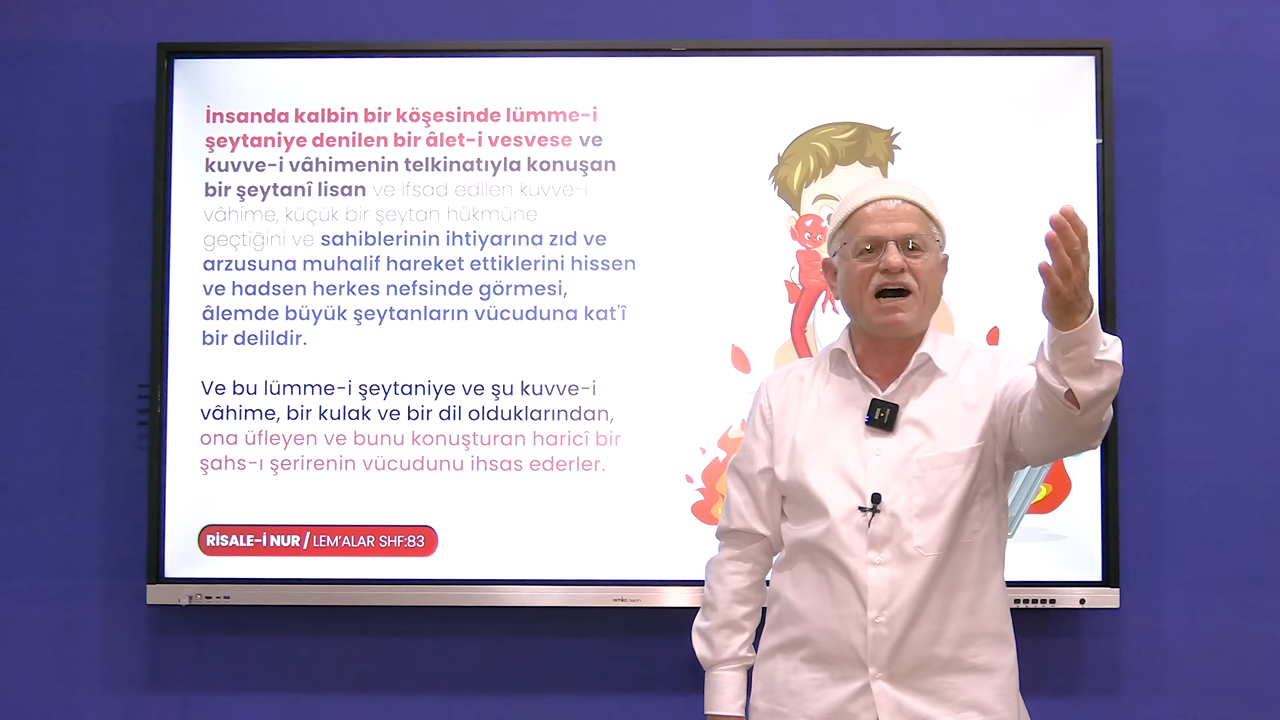 İnsanda kalbin bir köşesinde lümme-i
şeytaniye denilen bir âlet-i vesvese ve
kuvve-i vâhimenin telkinatıyla konuşan
bir şeytanî lisan ve ifsad edilen kuvve-i
vâhime, küçük bir şeytan hükmüne
geçtiğini ve sahiblerinin ihtiyarına zıd ve
arzusuna muhalif hareket ettiklerini hissen
ve hadsen herkes nefsinde görmesi,
âlemde büyük şeytanların vücuduna kat'î
bir delildir.
Ve bu lümme-i şeytaniye ve şu kuvve-i
vâhime, bir kulak ve bir dil olduklarından,
ona üfleyen ve bunu konuşturan haricî bir
şahs-ı şerirenin vücudunu ihsas ederler.
RİSALE-İ NUR / LEM'ALAR SHF:83